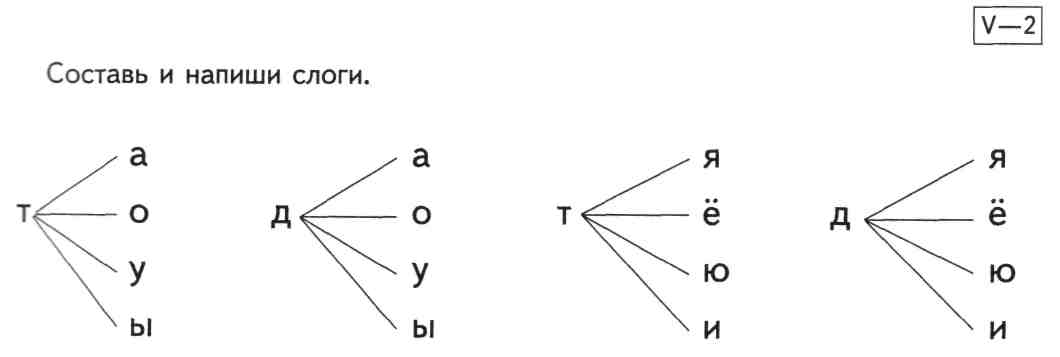 V—2
Составь и напиши слоги.
а а я я
т о д о т ё д ё
у у ю ю
ы ы и и